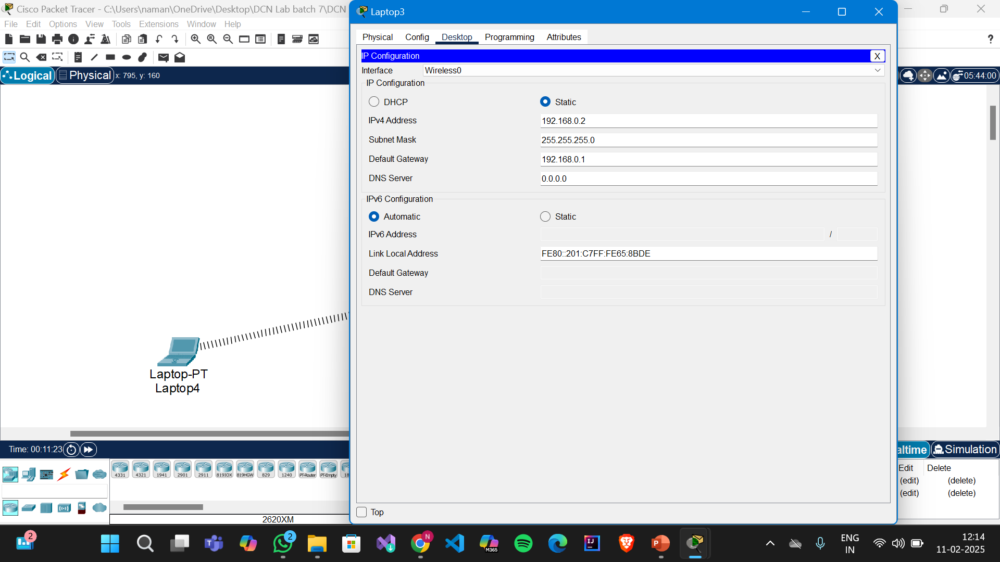 Cisco Packet Tracer - C:\Users\naman\OneDrive\Desktop\DCN Lab batch 7\DCN
File Edit Options View Tools Extensions Window Help
?
Logical Physical x: 795, y: 160
05:44:00
Laptop-PT
Laptop4
Time: 00:11:23
altime Simulation
4331 4321 1941 2901 2911 819IOX 819HGW 829 1240 PT-Router PT-Empty 18
2620XM
Edit Delete
(edit) (delete)
(edit) (delete)
Laptop3
Physical Config Desktop Programming Attributes
IP Configuration X
Interface Wireless0
IP Configuration
DHCP Static
IPv4 Address 192.168.0.2
Subnet Mask 255.255.255.0
Default Gateway 192.168.0.1
DNS Server 0.0.0.0
IPv6 Configuration
Automatic Static
IPv6 Address /
Link Local Address FE80::201:C7FF:FE65:8BDE
Default Gateway
DNS Server
Top
2
2
N
M365
IJ
P
ENG
IN
12:14
11-02-2025